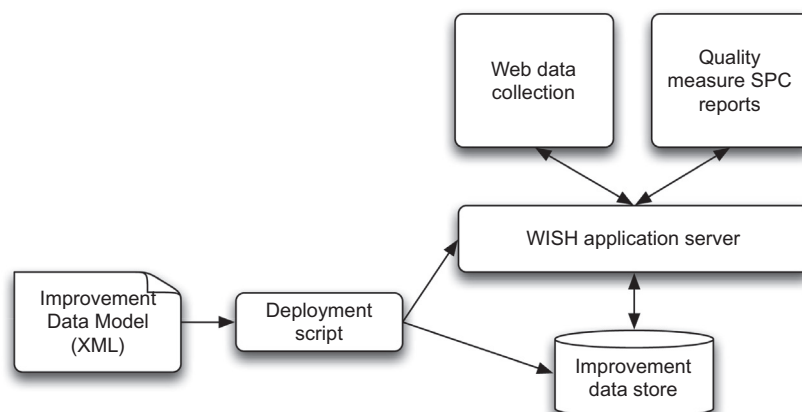 Web data
collection
Quality
measure SPC
reports
WISH application server
Improvement
Data Model
(XML)
Deployment
script
Improvement
data store